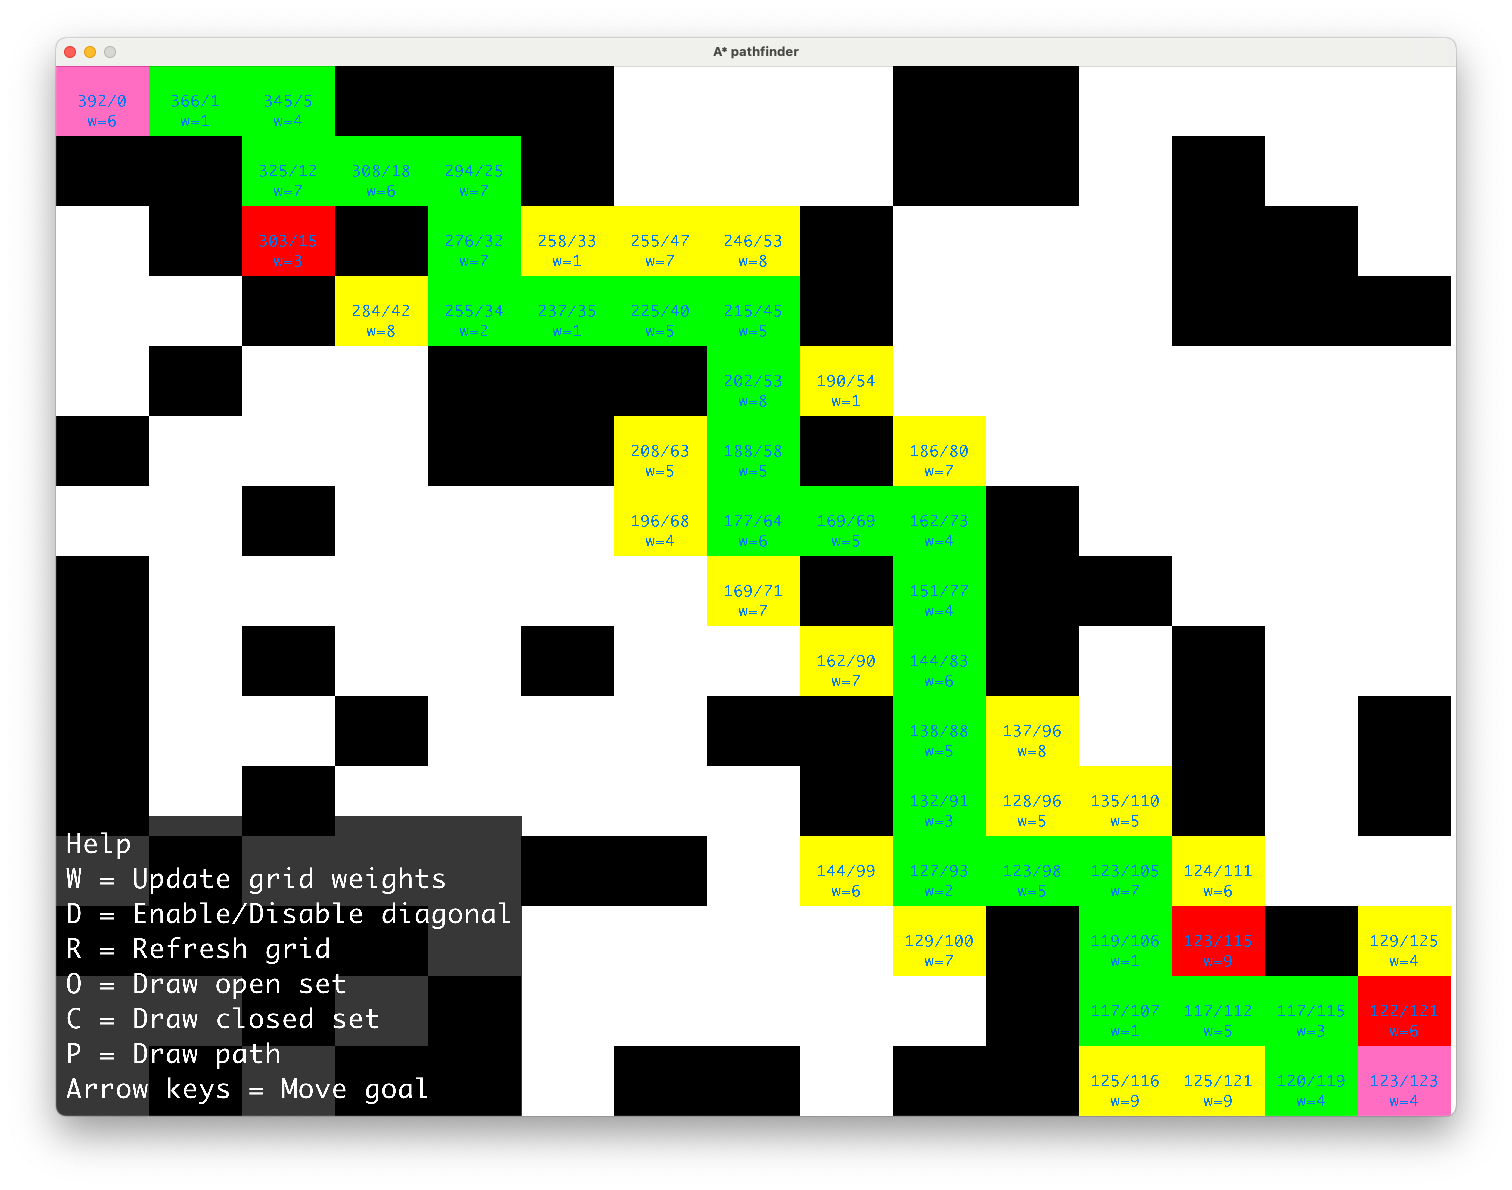 A* pathfinder
392/0 366/1 345/5
w=6 w=1 w=4
325/12 308/18 294/25
w=7 w=6 w=7
303/15 276/32 258/33 255/47 246/53
w=3 w=7 w=1 w=7 w=8
284/42 255/34 237/35 225/40 215/45
w=8 w=2 w=1 w=5 w=5
202/53 190/54
w=8 w=1
208/63 188/58 186/80
w=5 w=5 w=7
196/68 177/64 169/69 162/73
w=4 w=6 w=5 w=4
169/71 151/77
w=7 w=4
162/90 144/83
w=7 w=6
138/88 137/96
w=5 w=8
132/91 128/96 135/110
w=3 w=5 w=5
144/99 127/93 123/98 123/105 124/111
w=6 w=2 w=5 w=7 w=6
129/100 119/106 123/115 129/125
w=7 w=1 w=9 w=4
117/107 117/112 117/115 122/121
w=1 w=5 w=3 w=6
125/116 125/121 120/119 123/123
w=9 w=9 w=4 w=4
Help
W = Update grid weights
D = Enable/Disable diagonal
R = Refresh grid
O = Draw open set
C = Draw closed set
P = Draw path
Arrow keys = Move goal